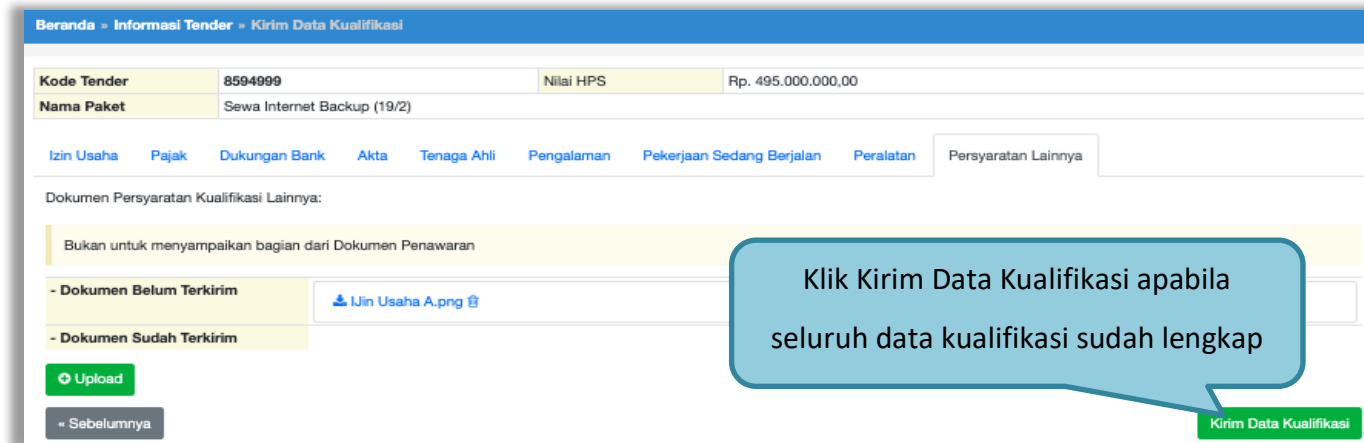 Beranda » Informasi Tender » Kirim Data Kualifikasi
Kode Tender 8594999 Nilai HPS Rp. 495.000.000,00
Nama Paket Sewa Internet Backup (19/2)
Izin Usaha Pajak Dukungan Bank Akta Tenaga Ahli Pengalaman Pekerjaan Sedang Berjalan Peralatan Persyaratan Lainnya
Dokumen Persyaratan Kualifikasi Lainnya:
Bukan untuk menyampaikan bagian dari Dokumen Penawaran
Klik Kirim Data Kualifikasi apabila
seluruh data kualifikasi sudah lengkap
- Dokumen Belum Terkirim IJin Usaha A.png
- Dokumen Sudah Terkirim
Upload
« Sebelumnya Kirim Data Kualifikasi